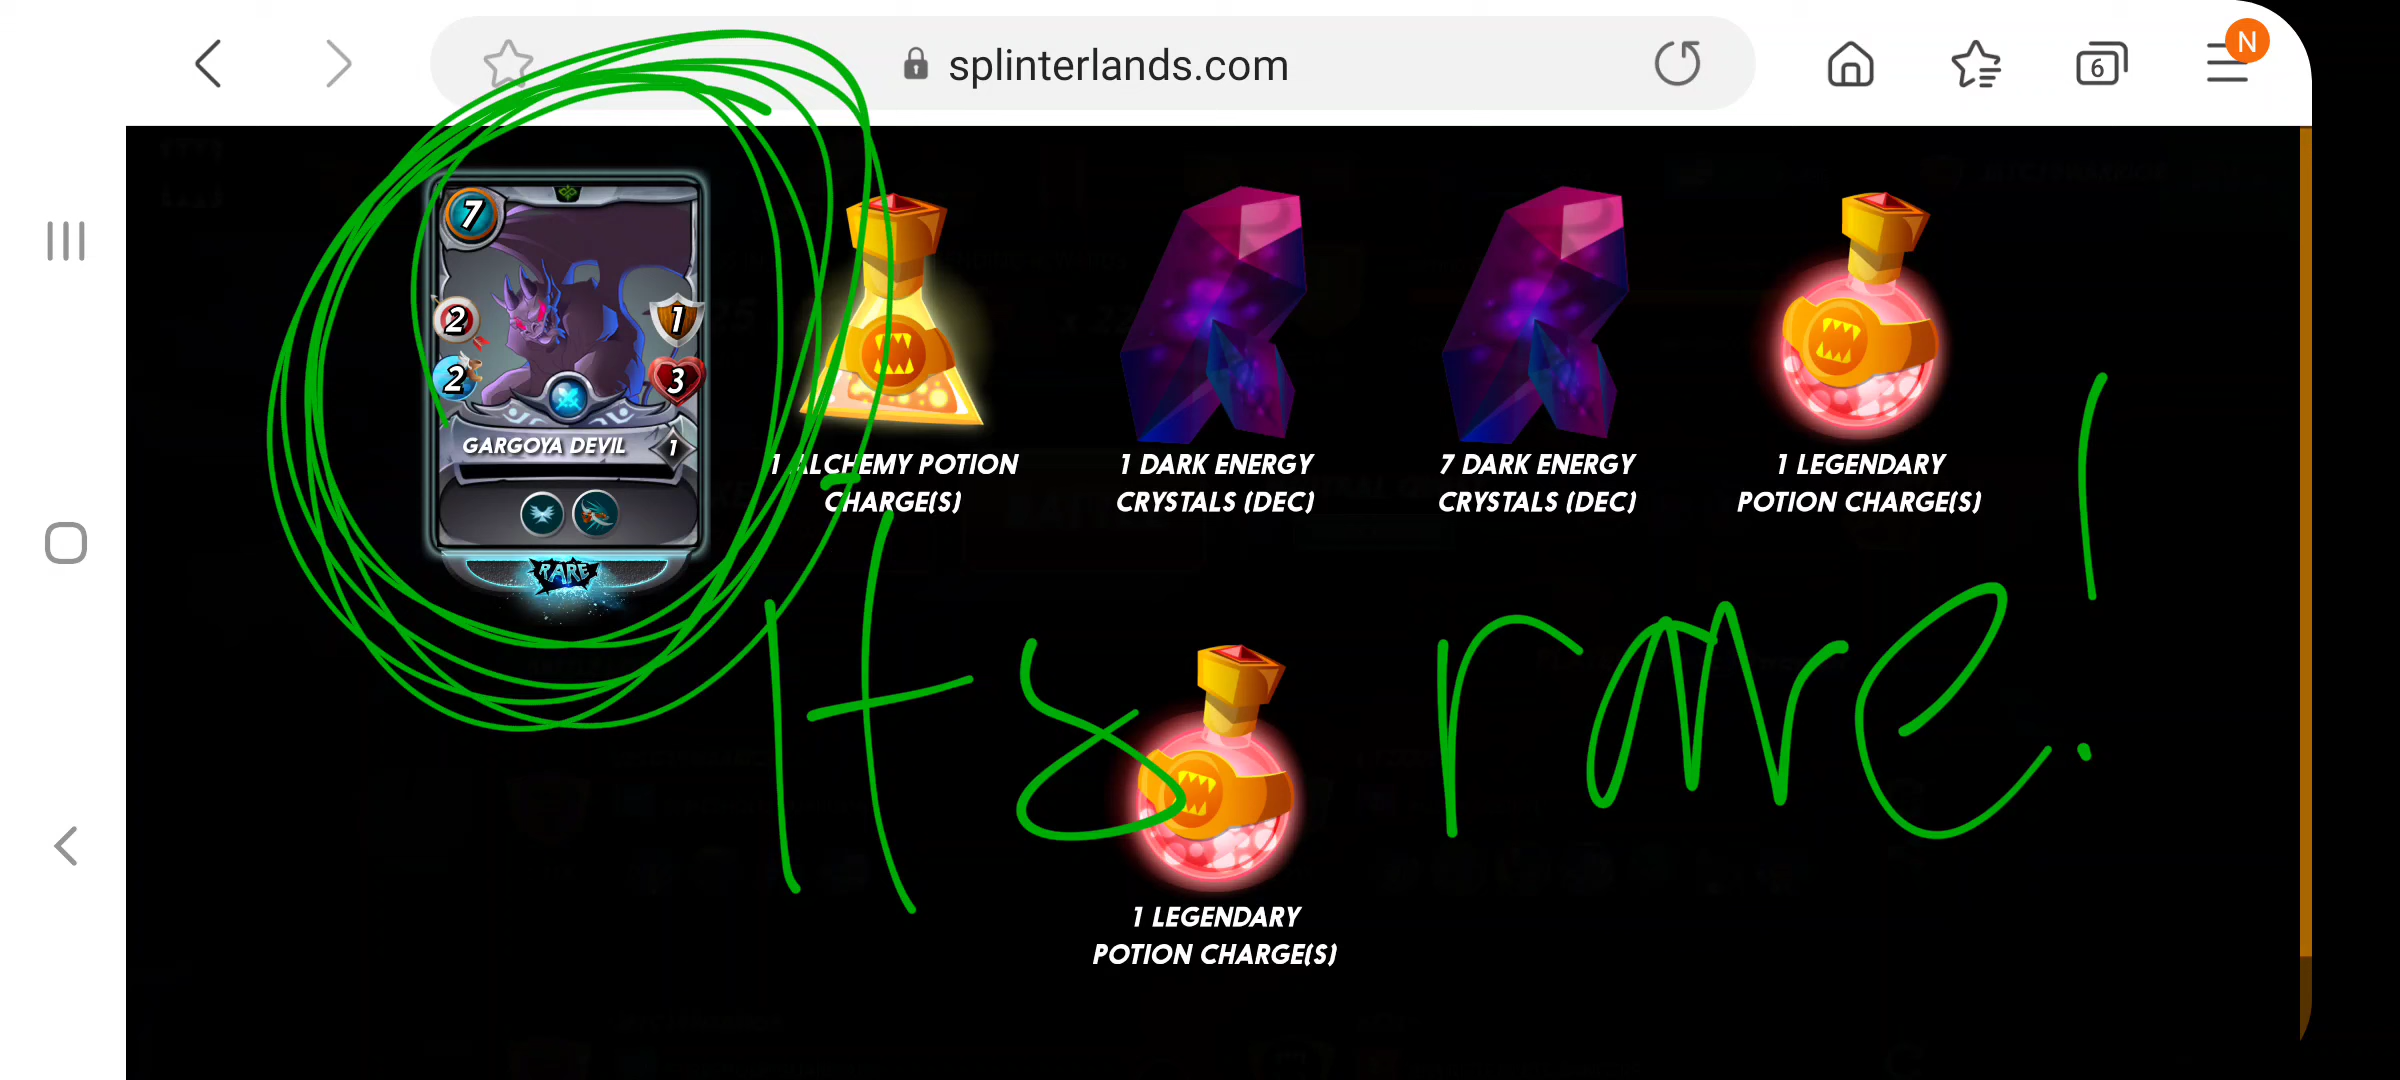 splinterlands.com
6
N
7
2
1
2
3
GARGOYA DEVIL
1
RARE
1 ALCHEMY POTION
CHARGE(S)
1 DARK ENERGY
CRYSTALS (DEC)
7 DARK ENERGY
CRYSTALS (DEC)
1 LEGENDARY
POTION CHARGE(S)
Its rare!
1 LEGENDARY
POTION CHARGE(S)